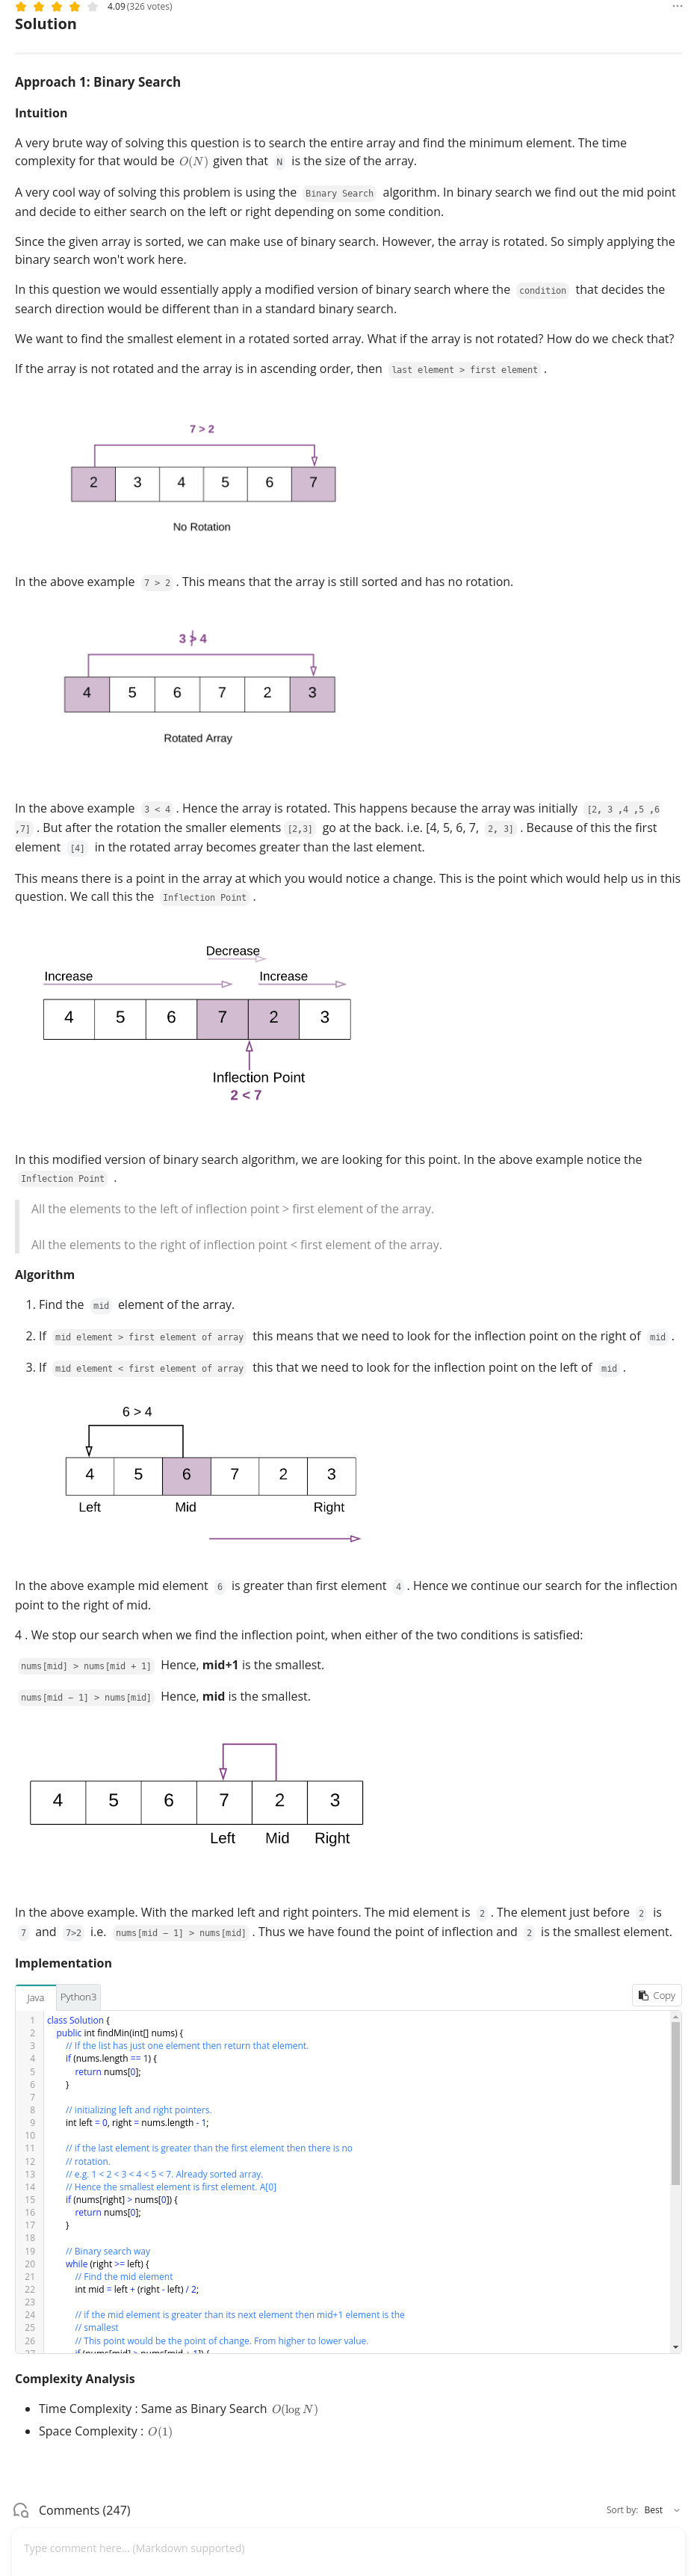 4.09 (326 votes)
Solution
Approach 1: Binary Search
Intuition
A very brute way of solving this question is to search the entire array and find the minimum element. The time
complexity for that would be O(N) given that N is the size of the array.
A very cool way of solving this problem is using the Binary Search algorithm. In binary search we find out the mid point
and decide to either search on the left or right depending on some condition.
Since the given array is sorted, we can make use of binary search. However, the array is rotated. So simply applying the
binary search won't work here.
In this question we would essentially apply a modified version of binary search where the condition that decides the
search direction would be different than in a standard binary search.
We want to find the smallest element in a rotated sorted array. What if the array is not rotated? How do we check that?
If the array is not rotated and the array is in ascending order, then last element > first element .
7 > 2
2 3 4 5 6 7
No Rotation
In the above example 7 > 2 . This means that the array is still sorted and has no rotation.
3 ≯ 4
4 5 6 7 2 3
Rotated Array
In the above example 3 < 4 . Hence the array is rotated. This happens because the array was initially [2, 3 ,4 ,5 ,6
,7] . But after the rotation the smaller elements [2,3] go at the back. i.e. [4, 5, 6, 7, 2, 3] . Because of this the first
element [4] in the rotated array becomes greater than the last element.
This means there is a point in the array at which you would notice a change. This is the point which would help us in this
question. We call this the Inflection Point .
Decrease
Increase Increase
4 5 6 7 2 3
Inflection Point
2 < 7
In this modified version of binary search algorithm, we are looking for this point. In the above example notice the
Inflection Point .
All the elements to the left of inflection point > first element of the array.
All the elements to the right of inflection point < first element of the array.
Algorithm
1. Find the mid element of the array.
2. If mid element > first element of array this means that we need to look for the inflection point on the right of mid .
3. If mid element < first element of array this that we need to look for the inflection point on the left of mid .
6 > 4
4 5 6 7 2 3
Left Mid Right
In the above example mid element 6 is greater than first element 4 . Hence we continue our search for the inflection
point to the right of mid.
4 . We stop our search when we find the inflection point, when either of the two conditions is satisfied:
nums[mid] > nums[mid + 1] Hence, mid+1 is the smallest.
nums[mid – 1] > nums[mid] Hence, mid is the smallest.
4 5 6 7 2 3
Left Mid Right
In the above example. With the marked left and right pointers. The mid element is 2 . The element just before 2 is
7 and 7>2 i.e. nums[mid – 1] > nums[mid] . Thus we have found the point of inflection and 2 is the smallest element.
Implementation
Java Python3 Copy
1 class Solution {
2 public int findMin(int[] nums) {
3 // If the list has just one element then return that element.
4 if (nums.length == 1) {
5 return nums[0];
6 }
7
8 // initializing left and right pointers.
9 int left = 0, right = nums.length - 1;
10
11 // if the last element is greater than the first element then there is no
12 // rotation.
13 // e.g. 1 < 2 < 3 < 4 < 5 < 7. Already sorted array.
14 // Hence the smallest element is first element. A[0]
15 if (nums[right] > nums[0]) {
16 return nums[0];
17 }
18
19 // Binary search way
20 while (right >= left) {
21 // Find the mid element
22 int mid = left + (right - left) / 2;
23
24 // if the mid element is greater than its next element then mid+1 element is the
25 // smallest
26 // This point would be the point of change. From higher to lower value.
27 if (nums[mid] > nums[mid + 1]) {
Complexity Analysis
• Time Complexity : Same as Binary Search O(log N)
• Space Complexity : O(1)
Comments (247) Sort by: Best
Type comment here... (Markdown supported)